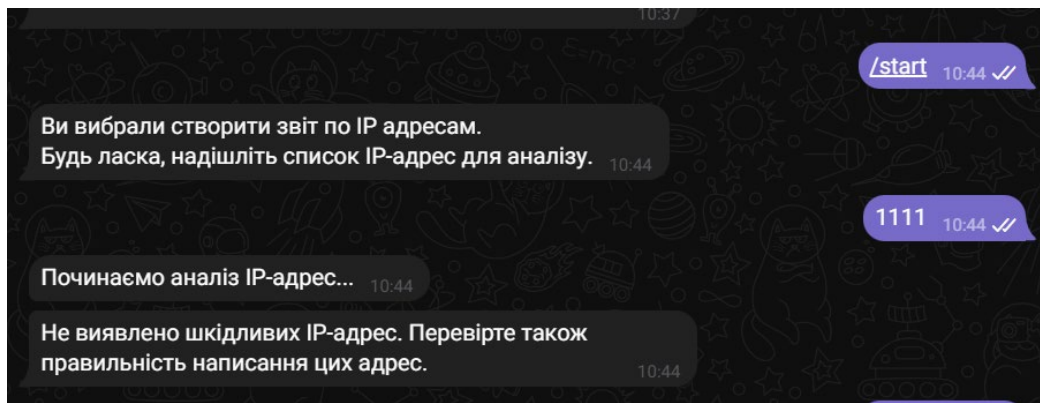 10:37
/start 10:44
Ви вибрали створити звіт по IP адресам.
Будь ласка, надішліть список IP-адрес для аналізу. 10:44
1111 10:44
Починаємо аналіз IP-адрес... 10:44
Не виявлено шкідливих IP-адрес. Перевірте також
правильність написання цих адрес. 10:44